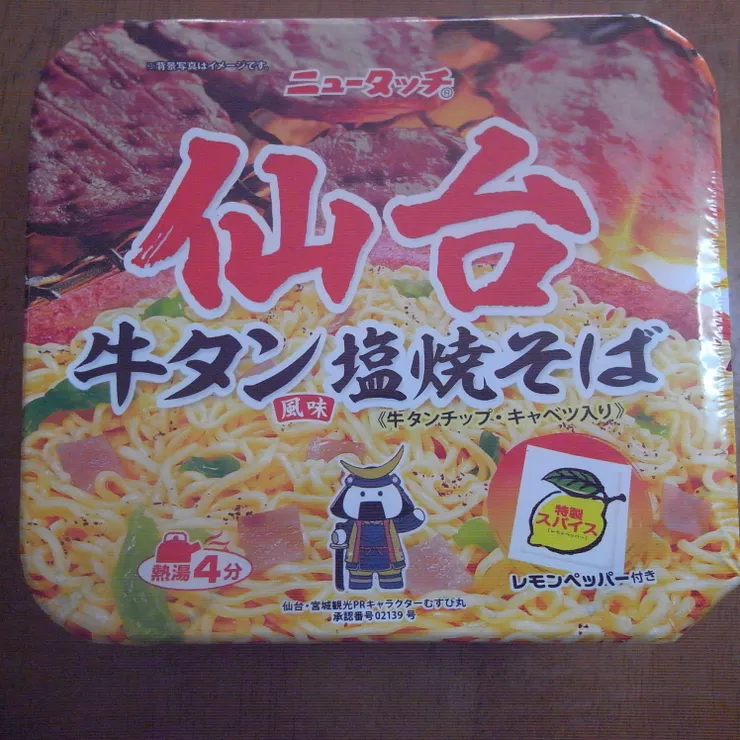 ※背景写真はイメージです。
ニュータッチ®
仙台
牛タン塩焼そば
風味
《牛タンチップ・キャベツ入り》
特製
スパイス
レモンペッパー付き
熱湯4分
仙台・宮城観光PRキャラクターむすび丸
承認番号02139号